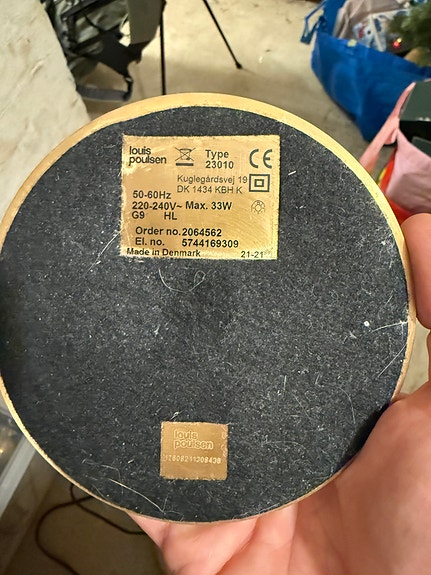 louis
poulsen
Type
23010
CE
Kuglegårdsvej 19
DK 1434 KBH K
50-60Hz
220-240V~ Max. 33W
G9 HL
Order no. 2064562
El. no. 5744169309
Made in Denmark 21-21
louis
poulsen